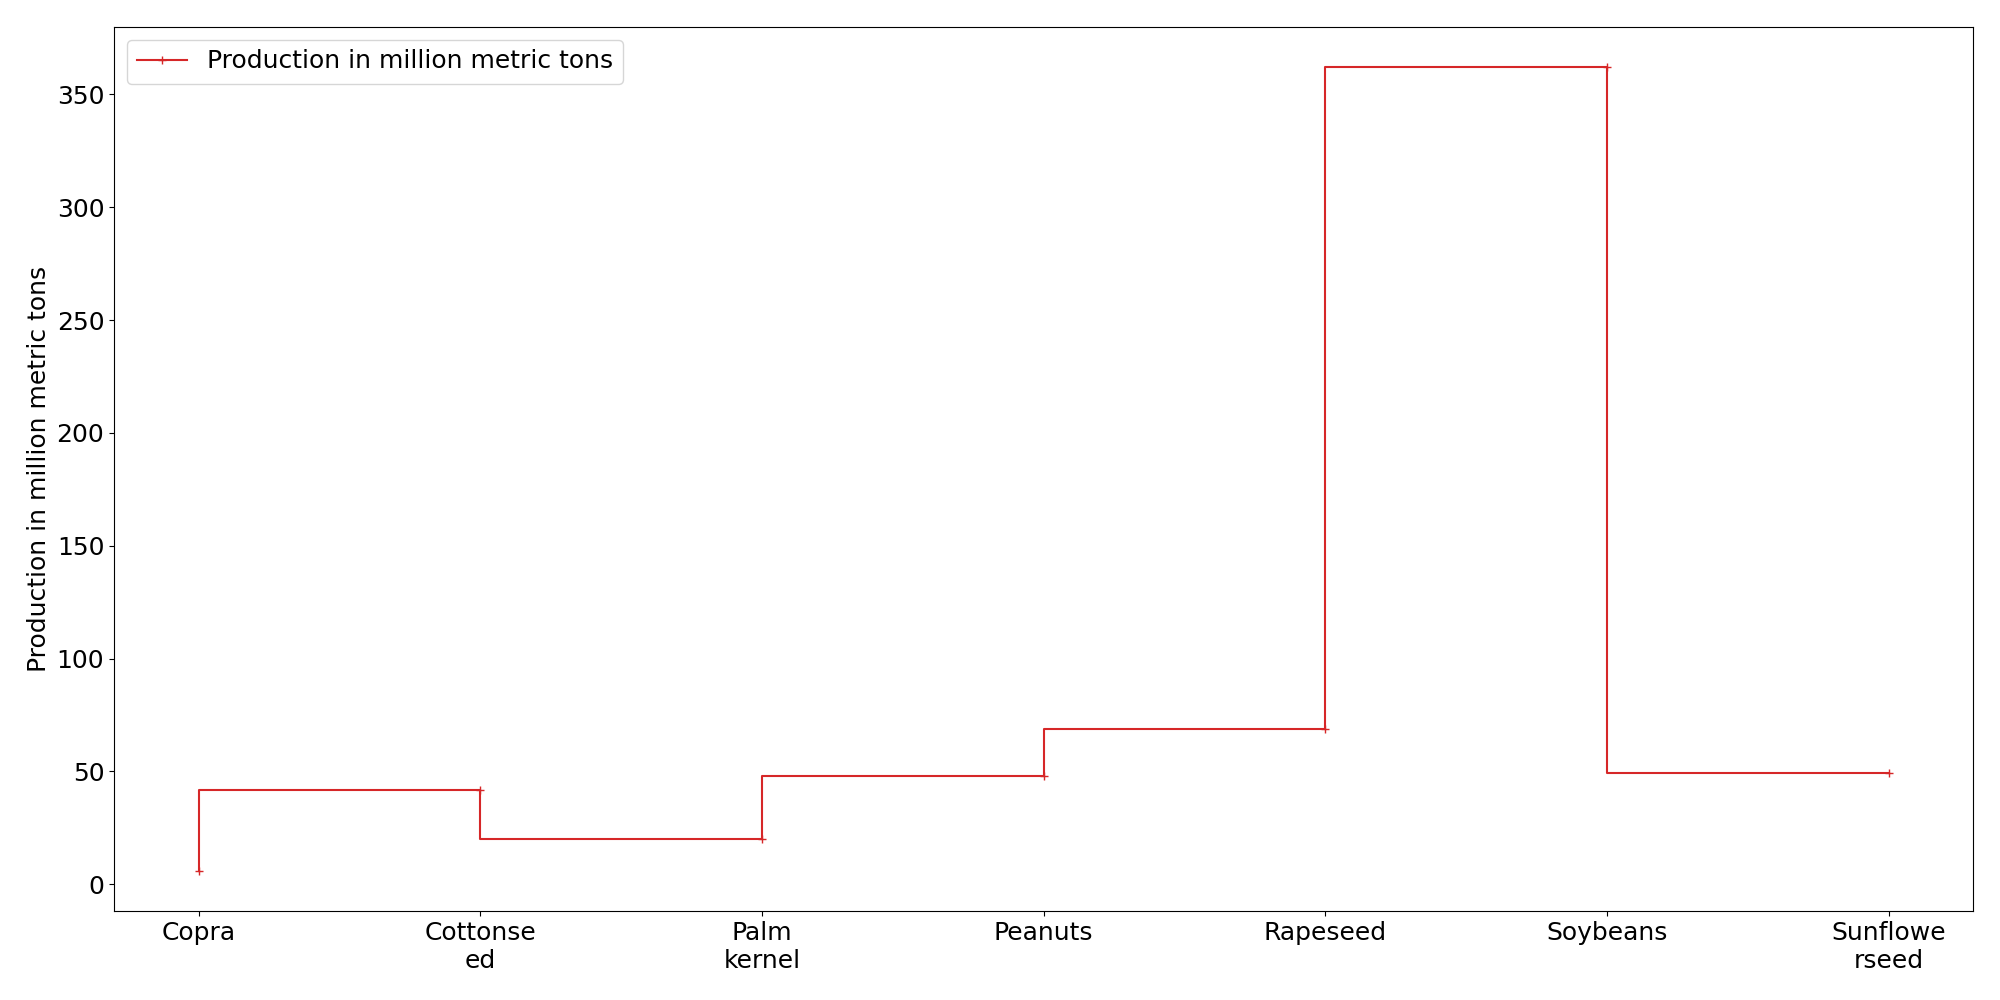 Production in million metric tons
Production in million metric tons
350
300
250
200
150
100
50
0
Copra
Cottonse
ed
Palm
kernel
Peanuts
Rapeseed
Soybeans
Sunflowe
rseed